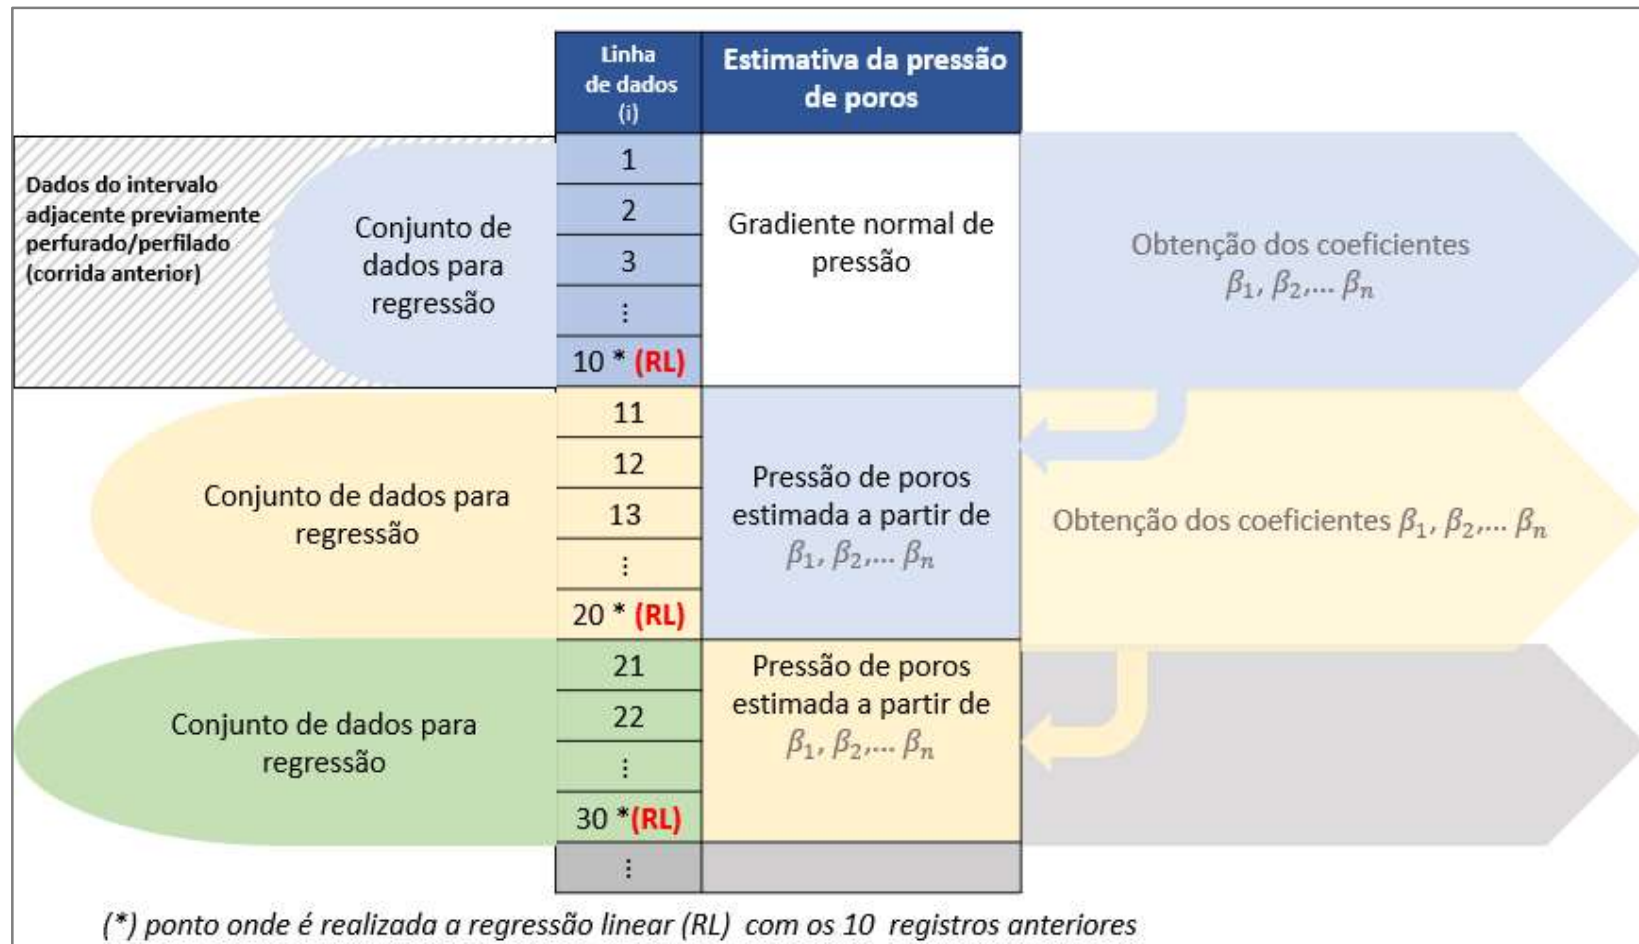 Linha
de dados
(i)
Estimativa da pressão
de poros
Dados do intervalo
adjacente previamente
perfurado/perfilado
(corrida anterior)
Conjunto de
dados para
regressão
1
2
3
⋮
10 * (RL)
Gradiente normal de
pressão
Obtenção dos coeficientes
β₁, β₂,... βₙ
Conjunto de dados para
regressão
11
12
13
⋮
20 * (RL)
Pressão de poros
estimada a partir de
β₁, β₂,... βₙ
Obtenção dos coeficientes β₁, β₂,... βₙ
Conjunto de dados para
regressão
21
22
⋮
30 *(RL)
Pressão de poros
estimada a partir de
β₁, β₂,... βₙ
⋮
(*) ponto onde é realizada a regressão linear (RL) com os 10 registros anteriores